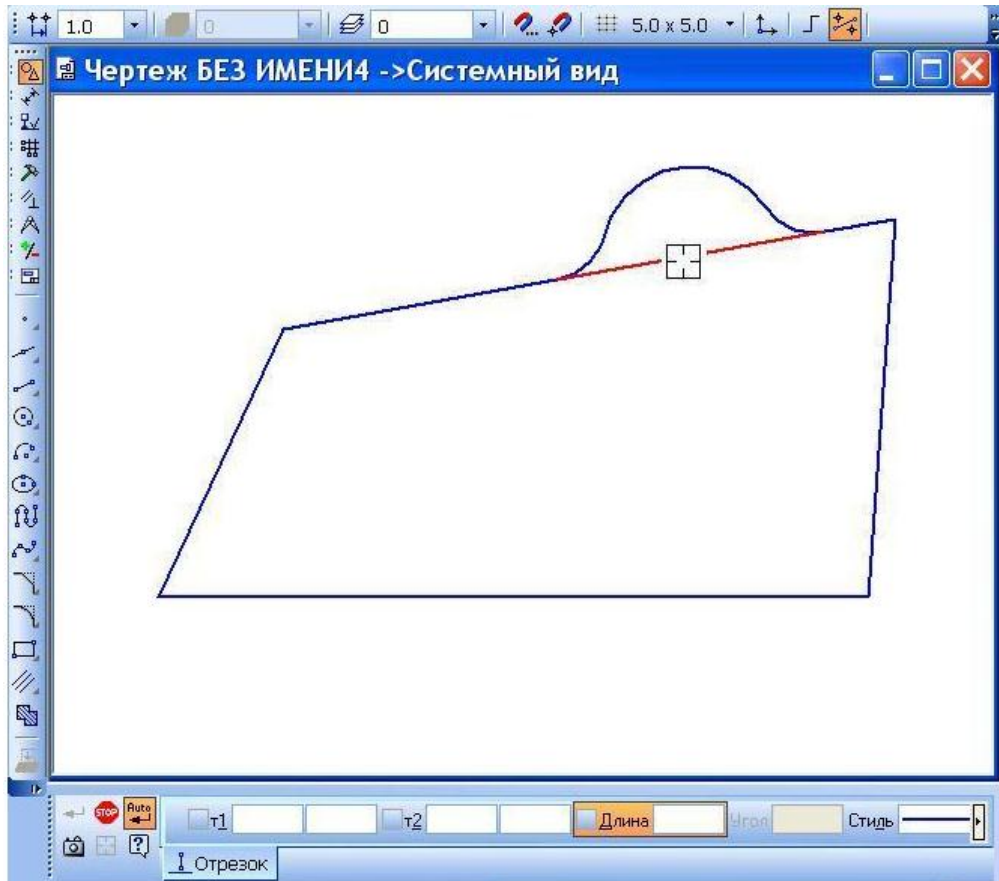 1.0 0 0 5.0 x 5.0
Чертеж БЕЗ ИМЕНИ4 ->Системный вид
STOP Auto т1 т2 Длина Угол Стиль
Отрезок